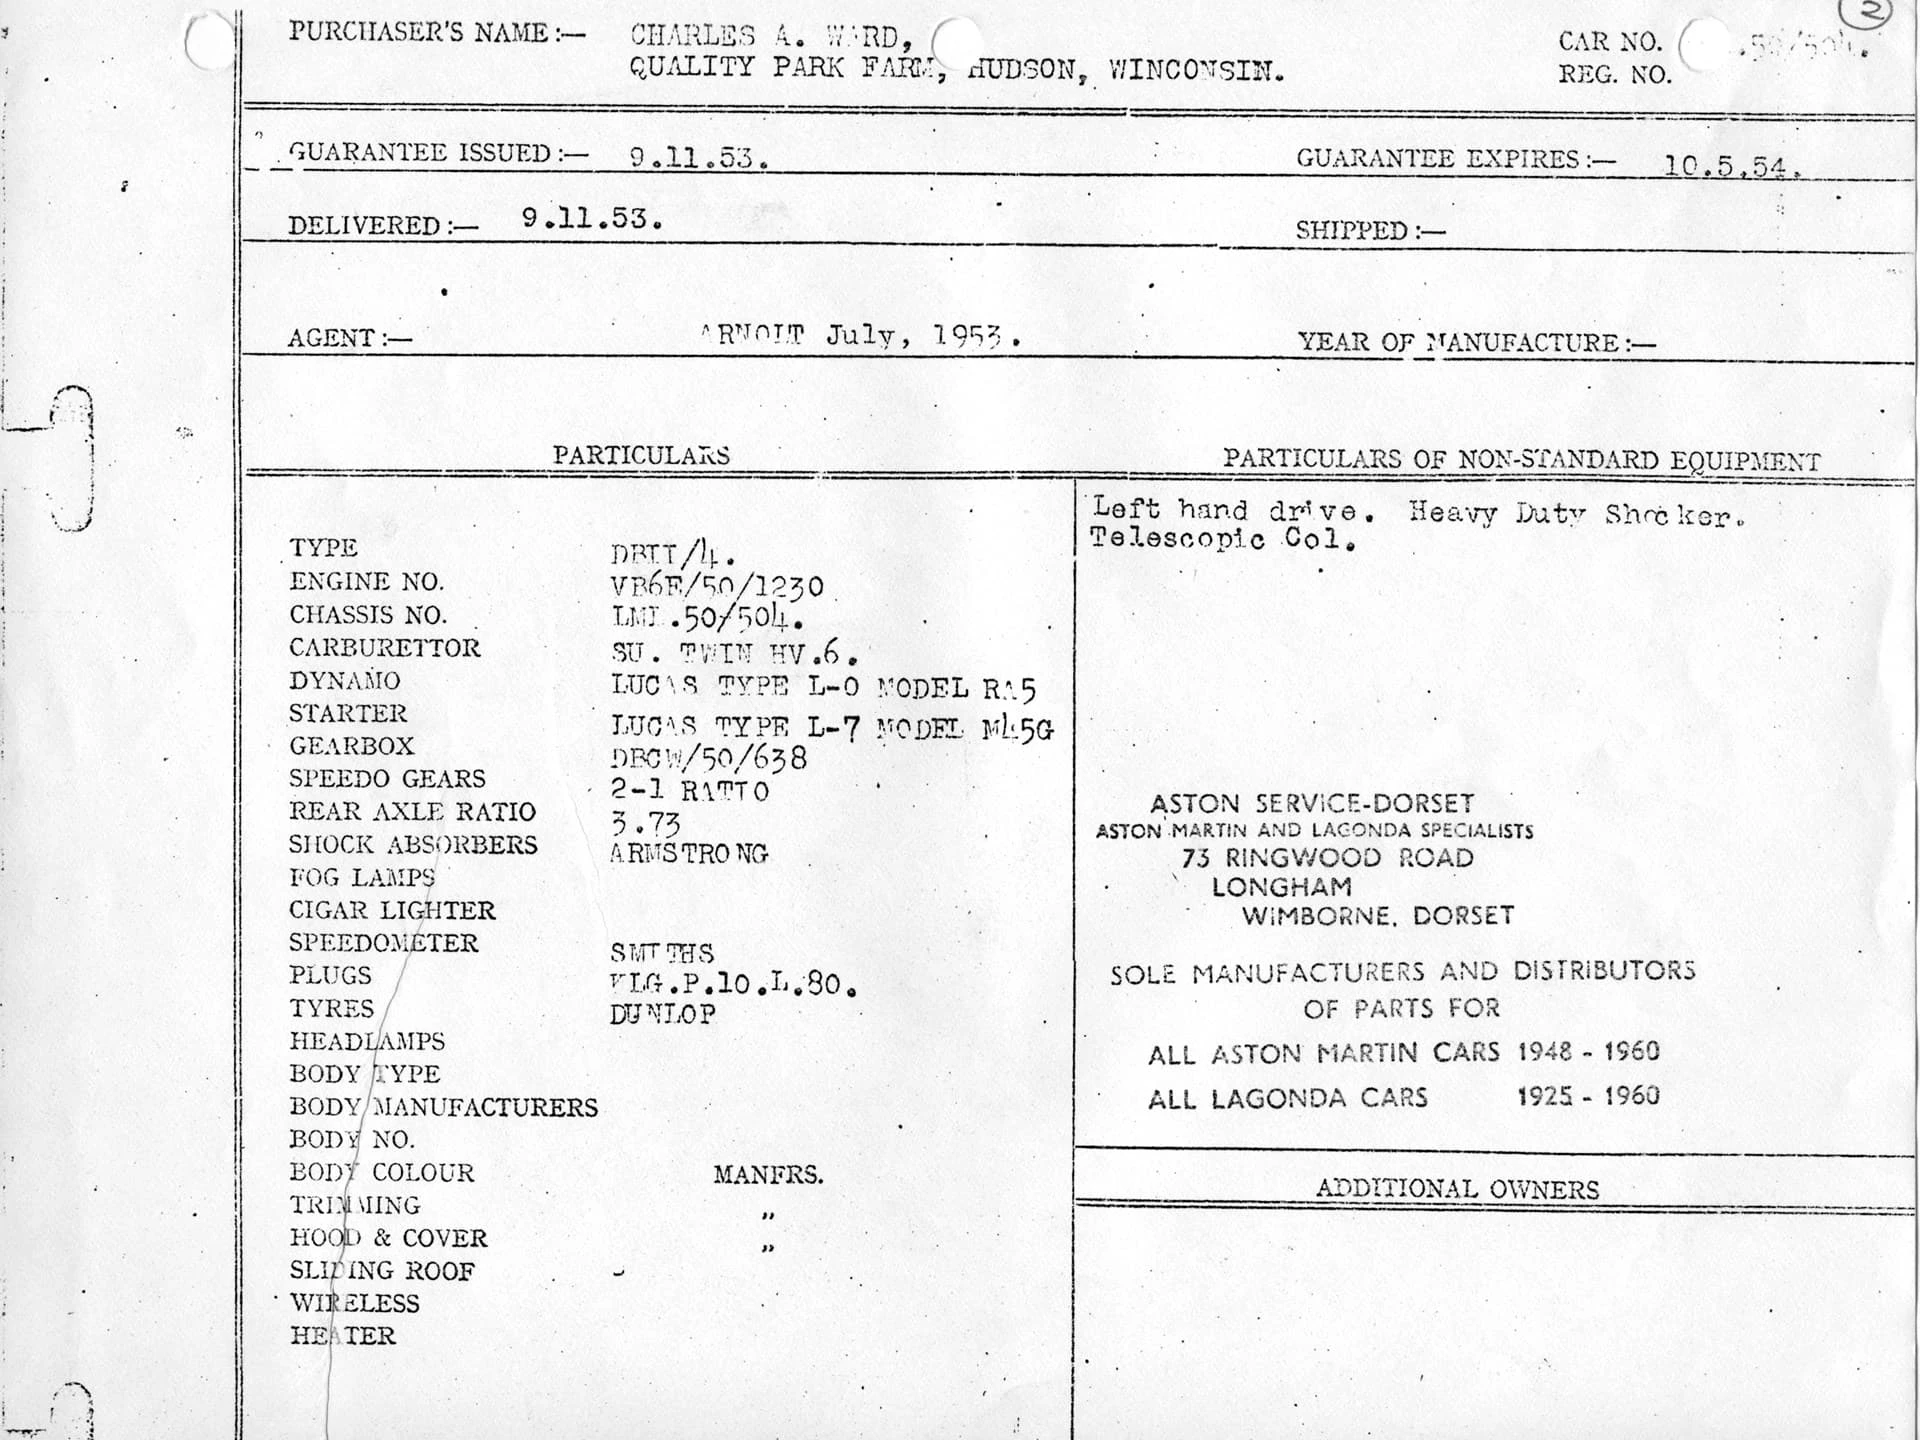 2
PURCHASER'S NAME :— CHARLES A. WARD,
QUALITY PARK FARM, HUDSON, WINCONSIN.
CAR NO. .50/504.
REG. NO.
GUARANTEE ISSUED :— 9.11.53.
GUARANTEE EXPIRES :— 10.5.54.
DELIVERED :— 9.11.53.
SHIPPED :—
AGENT :— ARNOLT July, 1953.
YEAR OF MANUFACTURE :—
PARTICULARS
TYPE DBII/4.
ENGINE NO. VB6E/50/1230
CHASSIS NO. LML.50/504.
CARBURETTOR SU. TWIN HV.6.
DYNAMO LUCAS TYPE L-0 MODEL RA5
STARTER LUCAS TYPE L-7 MODEL M45G
GEARBOX DBCW/50/638
SPEEDO GEARS 2-1 RATIO
REAR AXLE RATIO 3.73
SHOCK ABSORBERS ARMSTRONG
FOG LAMPS
CIGAR LIGHTER
SPEEDOMETER SMITHS
PLUGS KLG.P.10.L.80.
TYRES DUNLOP
HEADLAMPS
BODY TYPE
BODY MANUFACTURERS
BODY NO.
BODY COLOUR MANFRS.
TRIMMING „
HOOD & COVER „
SLIDING ROOF -
WIRELESS
HEATER
PARTICULARS OF NON-STANDARD EQUIPMENT
Left hand drive. Heavy Duty Shocker.
Telescopic Col.
ASTON SERVICE-DORSET
ASTON MARTIN AND LAGONDA SPECIALISTS
73 RINGWOOD ROAD
LONGHAM
WIMBORNE, DORSET
SOLE MANUFACTURERS AND DISTRIBUTORS
OF PARTS FOR
ALL ASTON MARTIN CARS 1948 - 1960
ALL LAGONDA CARS 1925 - 1960
ADDITIONAL OWNERS